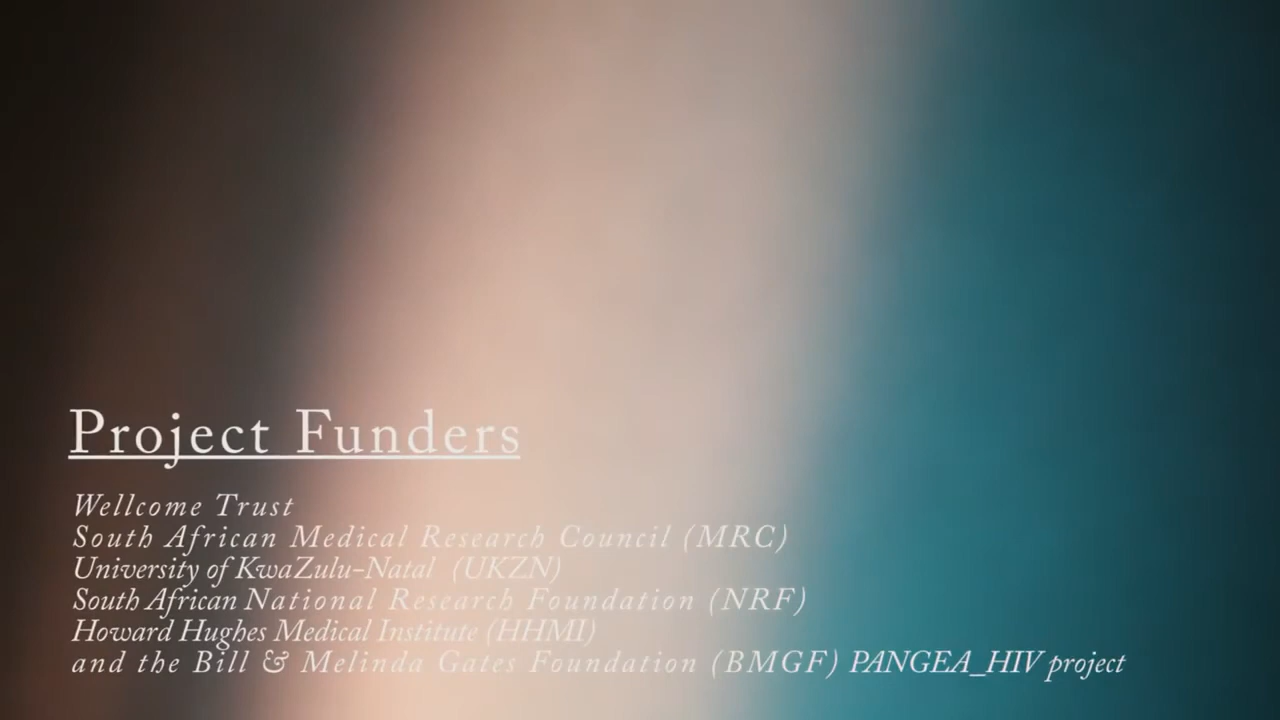 Project Funders
Wellcome Trust
South African Medical Research Council (MRC)
University of KwaZulu-Natal (UKZN)
South African National Research Foundation (NRF)
Howard Hughes Medical Institute (HHMI)
and the Bill & Melinda Gates Foundation (BMGF) PANGEA_HIV project